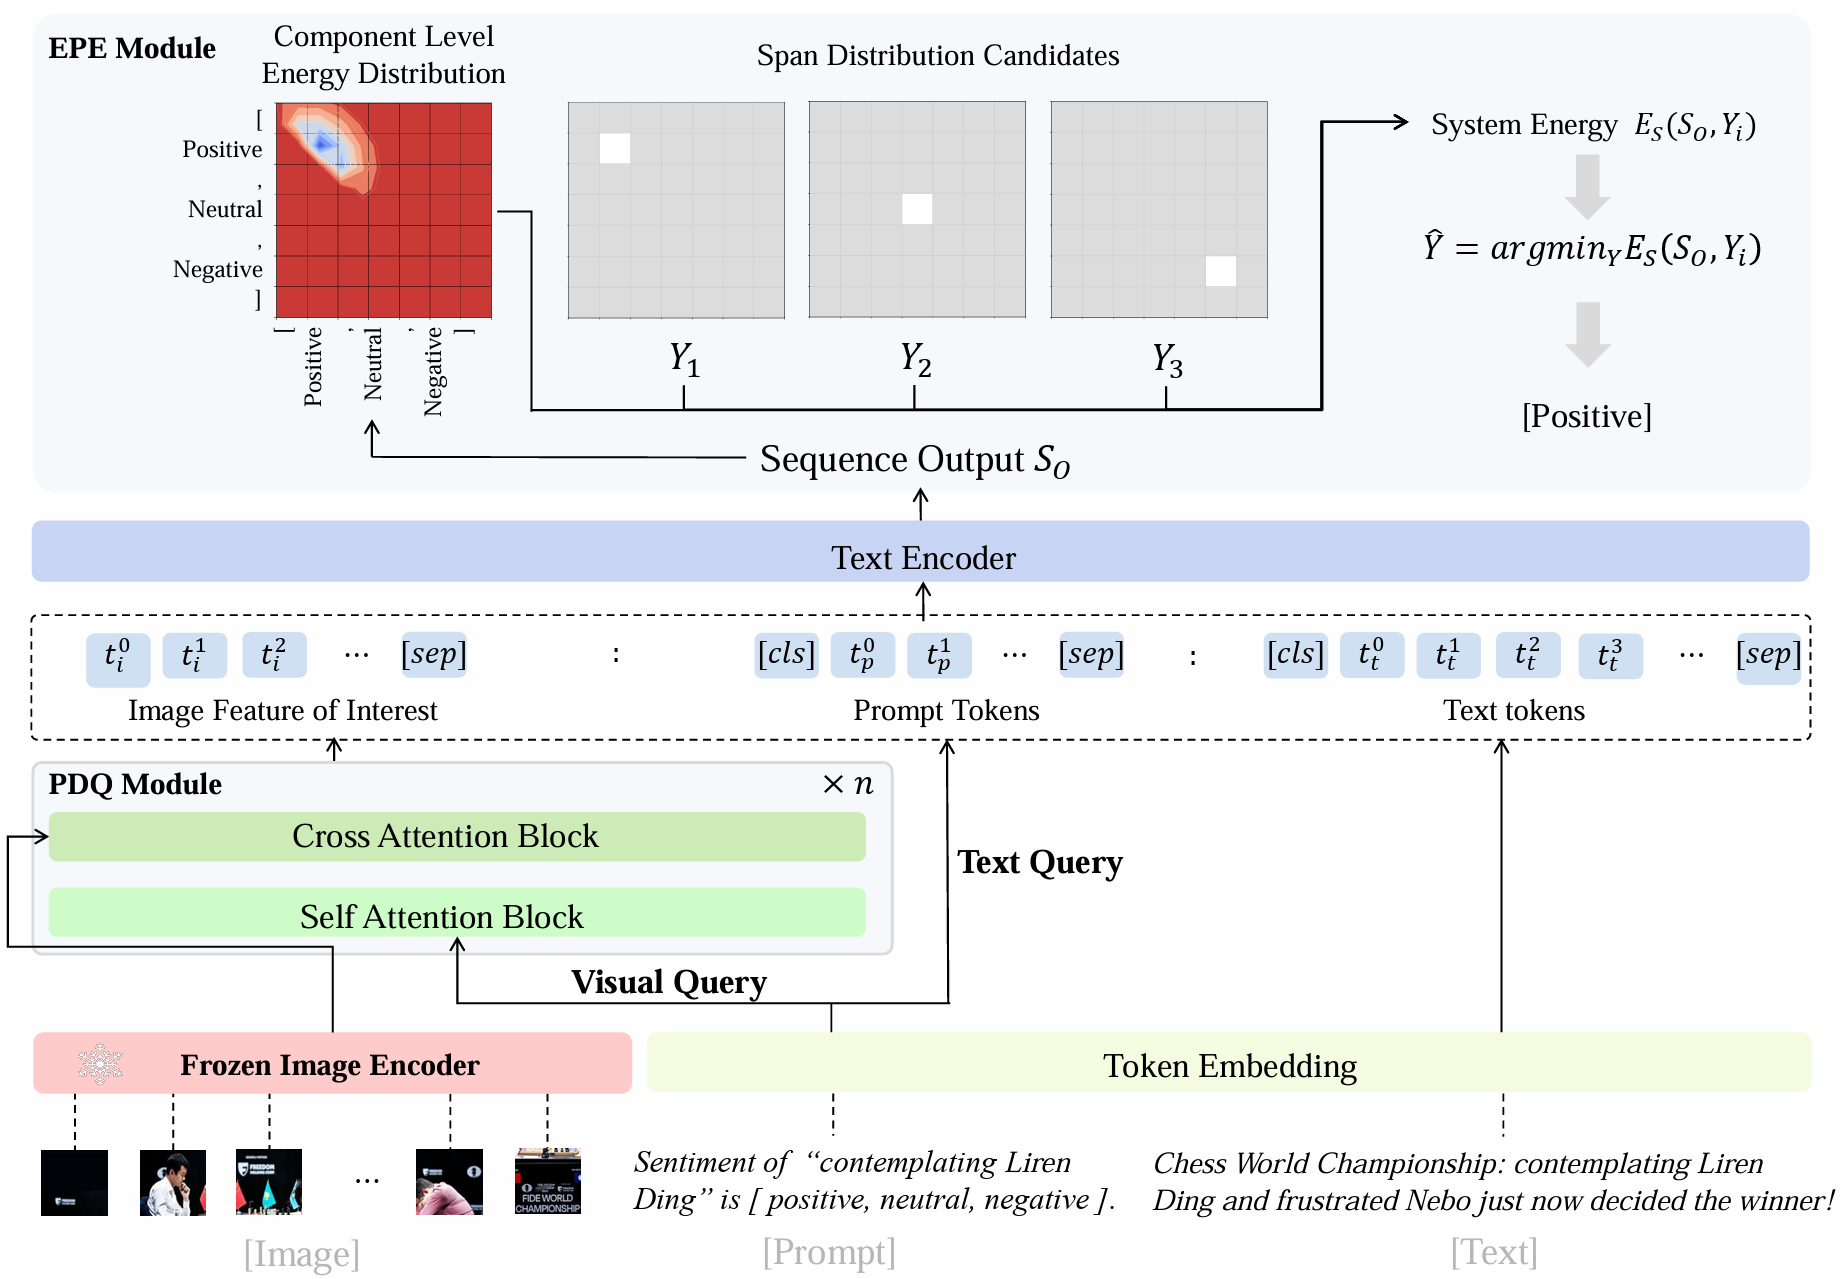 EPE Module
Component Level
Energy Distribution
Span Distribution Candidates
[
Positive
,
Neutral
,
Negative
]
[
Positive
,
Neutral
,
Negative
]
Y₁
Y₂
Y₃
System Energy E_S(S_O, Y_i)
Ŷ = argmin_Y E_S(S_O, Y_i)
[Positive]
Sequence Output S_O
Text Encoder
t_i^0 t_i^1 t_i^2 ... [sep] : [cls] t_p^0 t_p^1 ... [sep] : [cls] t_t^0 t_t^1 t_t^2 t_t^3 ... [sep]
Image Feature of Interest
Prompt Tokens
Text tokens
PDQ Module
× n
Cross Attention Block
Self Attention Block
Text Query
Visual Query
Frozen Image Encoder
Token Embedding
FREEDOM
FIDE WORLD
CHAMPIONSHIP
...
Sentiment of “contemplating Liren
Ding” is [ positive, neutral, negative ].
Chess World Championship: contemplating Liren
Ding and frustrated Nebo just now decided the winner!
[Image]
[Prompt]
[Text]